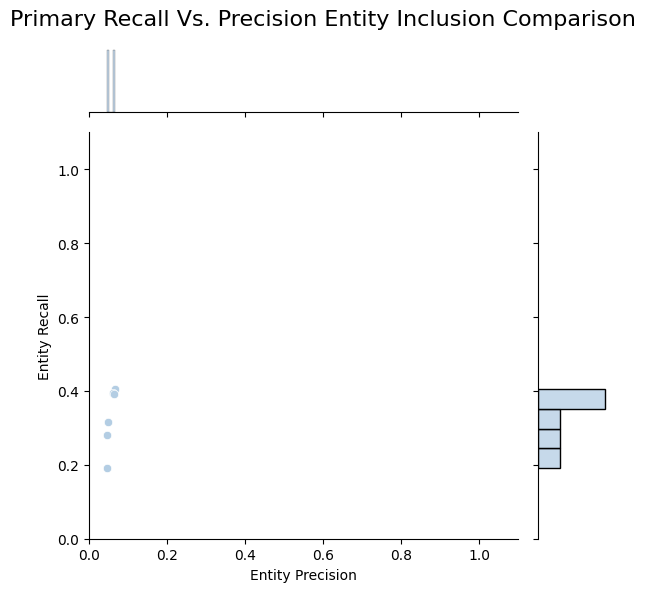 Primary Recall Vs. Precision Entity Inclusion Comparison
1.0
0.8
0.6
0.4
0.2
0.0
Entity Recall
0.0 0.2 0.4 0.6 0.8 1.0
Entity Precision